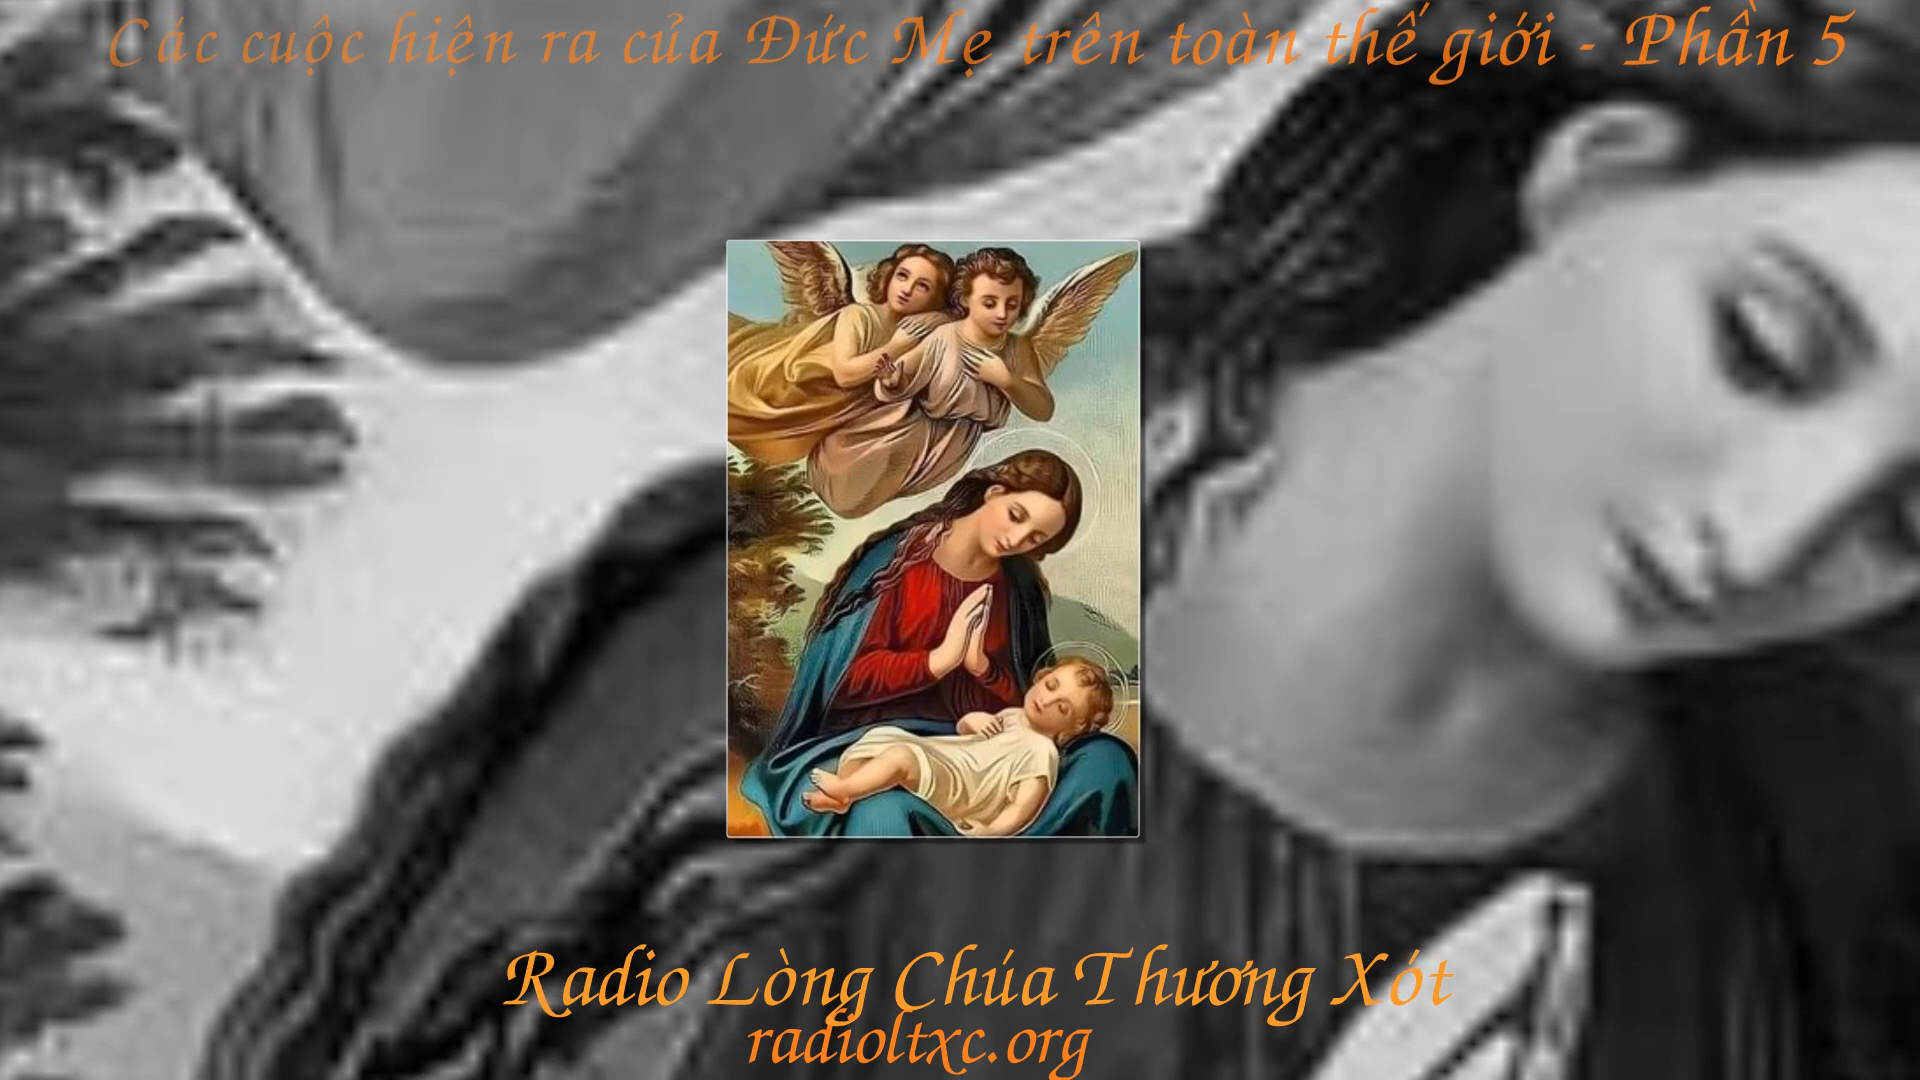 Các cuộc hiện ra của Đức Mẹ trên toàn thế giới - Phần 5
Radio Lòng Chúa Thương Xót
radioltxc.org